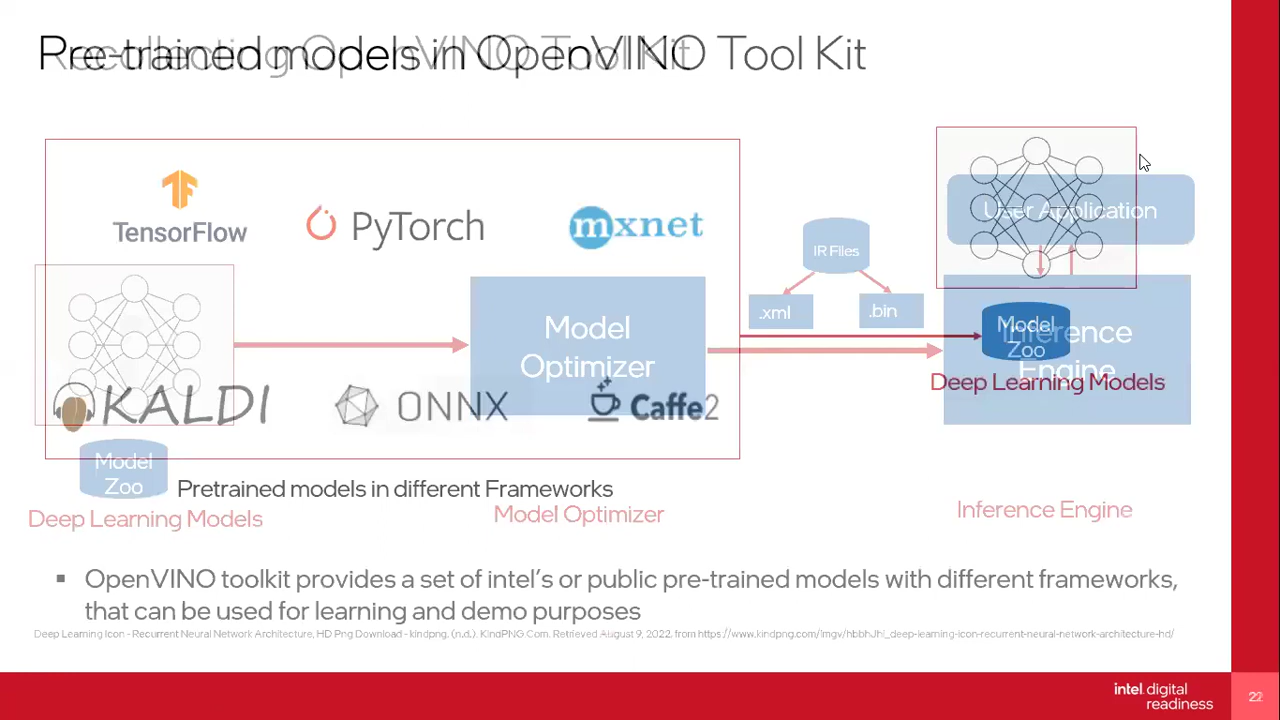 Pre-trained models in OpenVINO Tool Kit
TensorFlow
PyTorch
mxnet
User Application
IR Files
.xml
.bin
Model
Optimizer
Model
Zoo
Inference
Engine
Deep Learning Models
KALDI
ONNX
Caffe2
Model
Zoo
Pretrained models in different Frameworks
Deep Learning Models
Model Optimizer
Inference Engine
▪ OpenVINO toolkit provides a set of intel's or public pre-trained models with different frameworks,
that can be used for learning and demo purposes
Deep Learning Icon - Recurrent Neural Network Architecture, HD Png Download - kindpng. (n.d.). KindPNG.Com. Retrieved August 9, 2022, from https://www.kindpng.com/imgv/hbbhJh!_deep-learning-icon-recurrent-neural-network-architecture-hd/
intel. digital
readiness